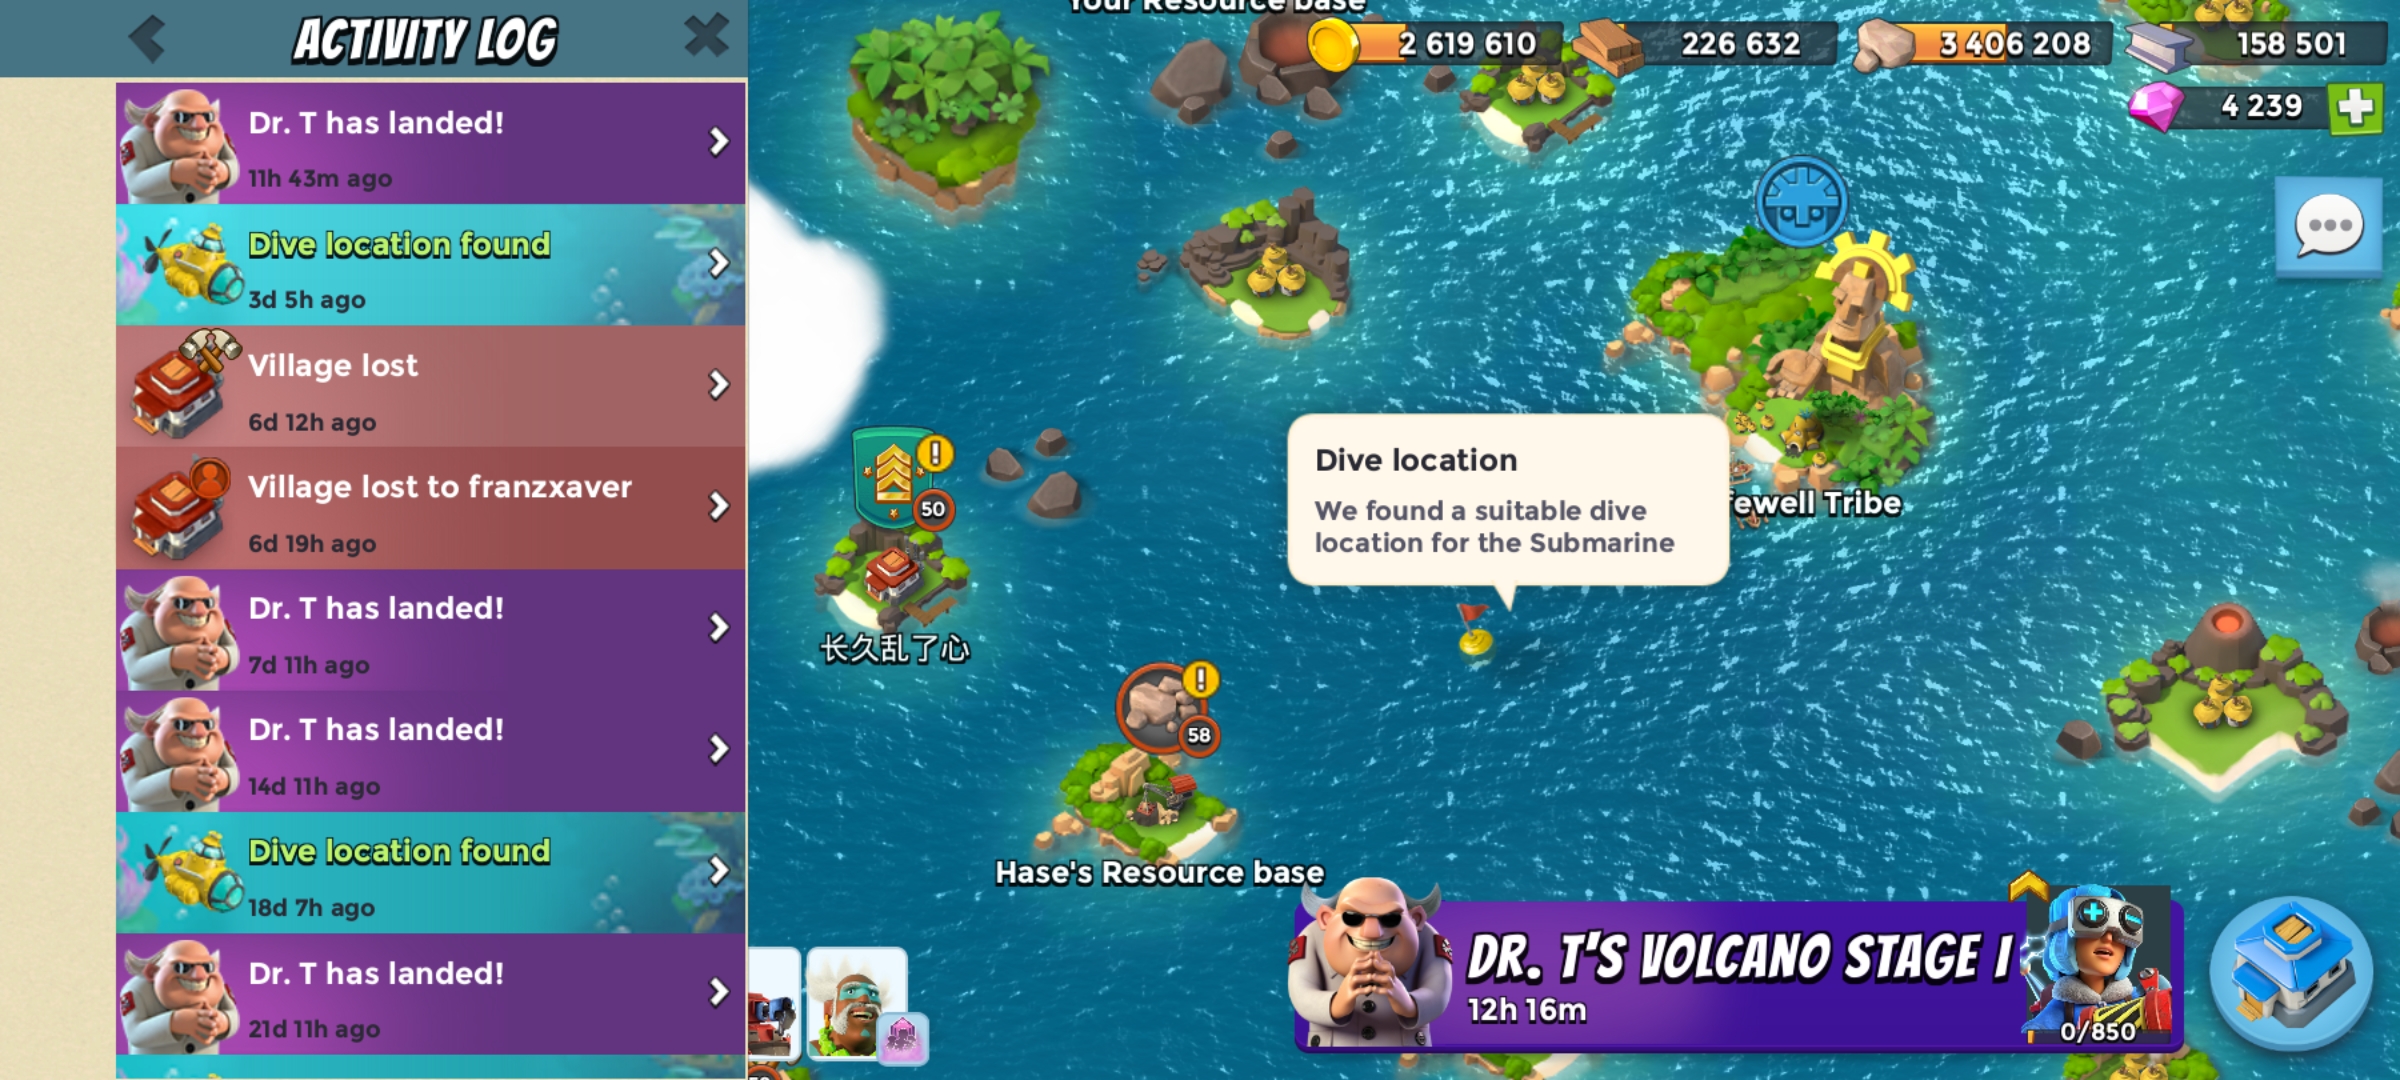 ACTIVITY LOG
Dr. T has landed!
11h 43m ago
Dive location found
3d 5h ago
Village lost
6d 12h ago
Village lost to franzxaver
6d 19h ago
Dr. T has landed!
7d 11h ago
Dr. T has landed!
14d 11h ago
Dive location found
18d 7h ago
Dr. T has landed!
21d 11h ago
Your Resource base
2 619 610
226 632
3 406 208
158 501
4 239
50
长久乱了心
Dive location
We found a suitable dive
location for the Submarine
ewell Tribe
58
Hase's Resource base
DR. T'S VOLCANO STAGE I
12h 16m
0/850